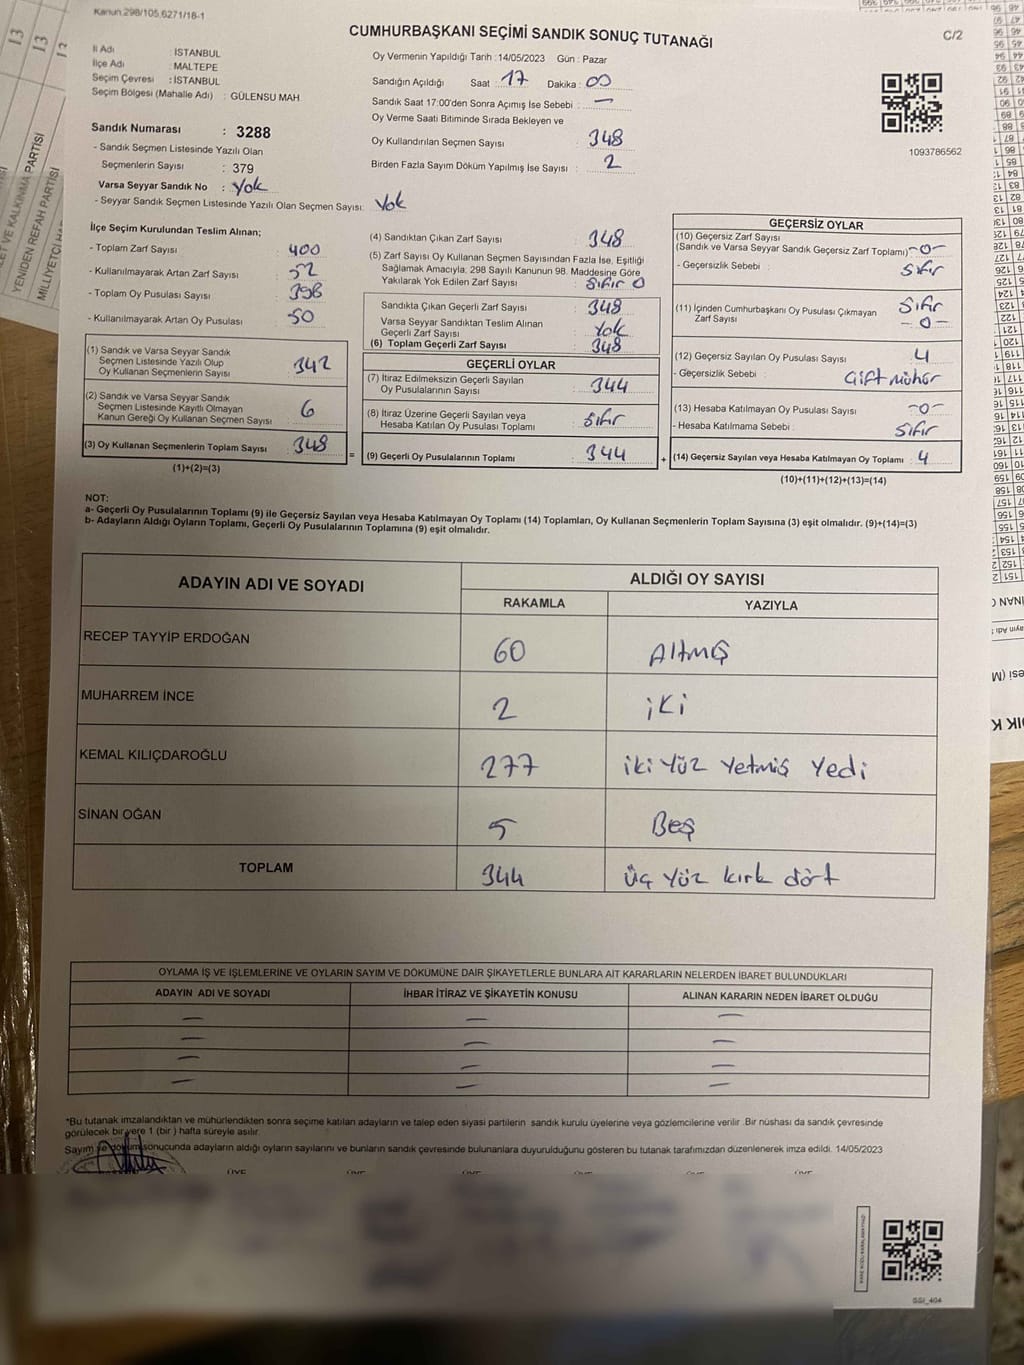 Kanun.298/105,6271/18-1
CUMHURBAŞKANI SEÇİMİ SANDIK SONUÇ TUTANAĞI
C/2
İl Adı : İSTANBUL
İlçe Adı : MALTEPE
Seçim Çevresi : İSTANBUL
Seçim Bölgesi (Mahalle Adı) : GÜLENSU MAH.
Sandık Numarası : 3288
- Sandık Seçmen Listesinde Yazılı Olan
Seçmenlerin Sayısı : 379
Varsa Seyyar Sandık No : Yok
- Seyyar Sandık Seçmen Listesinde Yazılı Olan Seçmen Sayısı: Yok
Oy Vermenin Yapıldığı Tarih :14/05/2023 Gün : Pazar
Sandığın Açıldığı Saat : 17 Dakika : 00
Sandık Saat 17:00'den Sonra Açımış İse Sebebi : —
Oy Verme Saati Bitiminde Sırada Bekleyen ve
Oy Kullandırılan Seçmen Sayısı : 348
Birden Fazla Sayım Döküm Yapılmış İse Sayısı : 2
1093786562
İlçe Seçim Kurulundan Teslim Alınan;
- Toplam Zarf Sayısı : 400
- Kullanılmayarak Artan Zarf Sayısı : 52
- Toplam Oy Pusulası Sayısı : 398
- Kullanılmayarak Artan Oy Pusulası : 50
(1) Sandık ve Varsa Seyyar Sandık
Seçmen Listesinde Yazılı Olup
Oy Kullanan Seçmenlerin Sayısı : 342
(2) Sandık ve Varsa Seyyar Sandık
Seçmen Listesinde Kayıtlı Olmayan
Kanun Gereği Oy Kullanan Seçmen Sayısı : 6
(3) Oy Kullanan Seçmenlerin Toplam Sayısı : 348
(1)+(2)=(3)
=
(4) Sandıktan Çıkan Zarf Sayısı : 348
(5) Zarf Sayısı Oy Kullanan Seçmen Sayısından Fazla İse, Eşitliği
Sağlamak Amacıyla, 298 Sayılı Kanunun 98. Maddesine Göre
Yakılarak Yok Edilen Zarf Sayısı : Sıfır 0
Sandıkta Çıkan Geçerli Zarf Sayısı : 348
Varsa Seyyar Sandıktan Teslim Alınan
Geçerli Zarf Sayısı : Yok
(6) Toplam Geçerli Zarf Sayısı : 348
GEÇERLİ OYLAR
(7) İtiraz Edilmeksizin Geçerli Sayılan
Oy Pusulalarının Sayısı : 344
(8) İtiraz Üzerine Geçerli Sayılan veya
Hesaba Katılan Oy Pusulaları Toplamı : Sıfır
(9) Geçerli Oy Pusulalarının Toplamı : 344
+
GEÇERSİZ OYLAR
(10) Geçersiz Zarf Sayısı
(Sandık ve Varsa Seyyar Sandık Geçersiz Zarf Toplamı) -0-
- Geçersizlik Sebebi : Sıfır
(11) İçinden Cumhurbaşkanı Oy Pusulası Çıkmayan
Zarf Sayısı : Sıfır -0-
(12) Geçersiz Sayılan Oy Pusulası Sayısı : 4
- Geçersizlik Sebebi : Çift Mühür
(13) Hesaba Katılmayan Oy Pusulası Sayısı : -0-
- Hesaba Katılmama Sebebi : Sıfır
(14) Geçersiz Sayılan veya Hesaba Katılmayan Oy Toplamı : 4
(10)+(11)+(12)+(13)=(14)
NOT:
a- Geçerli Oy Pusulalarının Toplamı (9) ile Geçersiz Sayılan veya Hesaba Katılmayan Oy Toplamı (14) Toplamları, Oy Kullanan Seçmenlerin Toplam Sayısına (3) eşit olmalıdır. (9)+(14)=(3)
b- Adayların Aldığı Oyların Toplamı, Geçerli Oy Pusulalarının Toplamına (9) eşit olmalıdır.
ADAYIN ADI VE SOYADI ALDIĞI OY SAYISI
RAKAMLA YAZIYLA
RECEP TAYYİP ERDOĞAN 60 Altmış
MUHARREM İNCE 2 iki
KEMAL KILIÇDAROĞLU 277 iki Yüz Yetmiş Yedi
SİNAN OĞAN 5 Beş
TOPLAM 344 Üç Yüz kırk dört
OYLAMA İŞ VE İŞLEMLERİNE VE OYLARIN SAYIM VE DÖKÜMÜNE DAİR ŞİKAYETLERLE BUNLARA AİT KARARLARIN NELERDEN İBARET BULUNDUKLARI
ADAYIN ADI VE SOYADI İHBAR İTİRAZ VE ŞİKAYETİN KONUSU ALINAN KARARIN NEDEN İBARET OLDUĞU
— — —
— — —
— — —
— — —
*Bu tutanak imzalandıktan ve mühürlendikten sonra seçime katılan adayların ve talep eden siyasi partilerin sandık kurulu üyelerine veya gözlemcilerine verilir. Bir nüshası da sandık çevresinde
görülecek bir yere 1 (bir ) hafta süreyle asılır.
Sayım ve döküm sonucunda adayların aldığı oyların sayılarını ve bunların sandık çevresinde bulunanlara duyurulduğunu gösteren bu tutanak tarafımızdan düzenlenerek imza edildi. 14/05/2023
GSI_404
13
13
YENİDEN REFAH PARTİSİ
VE KALKINMA PARTİSİ